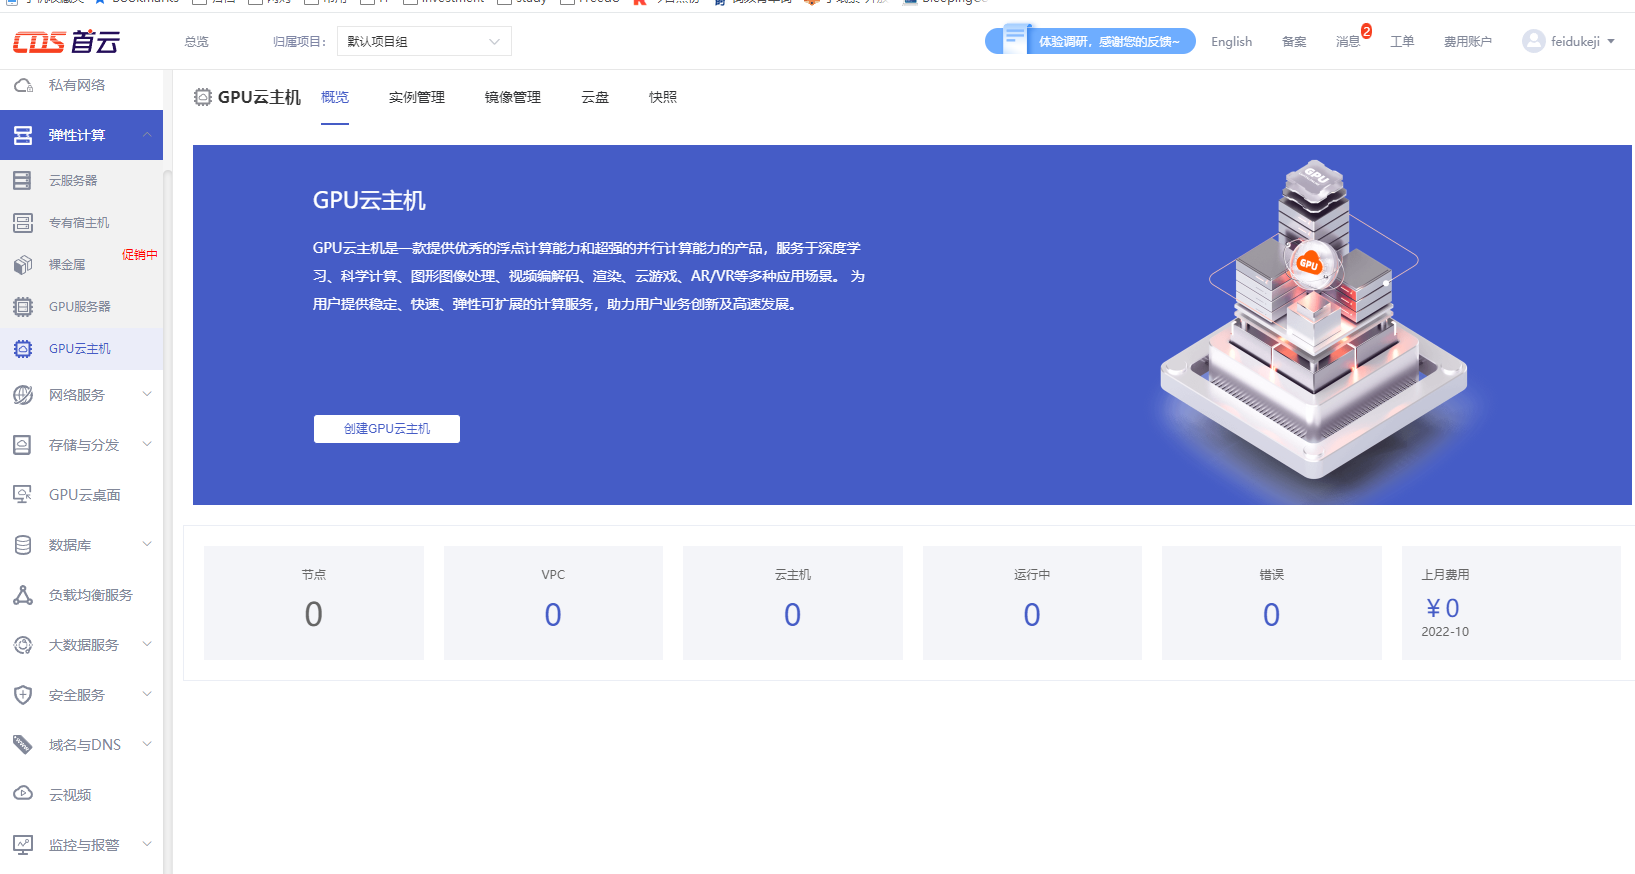 Bookmarks
Investment
study
CDS 首云
总览
归属项目：
默认项目组
体验调研，感谢您的反馈~
English
备案
消息
2
工单
费用账户
feidukeji
私有网络
弹性计算
云服务器
专有宿主机
裸金属
促销中
GPU服务器
GPU云主机
网络服务
存储与分发
GPU云桌面
数据库
负载均衡服务
大数据服务
安全服务
域名与DNS
云视频
监控与报警
GPU云主机
概览
实例管理
镜像管理
云盘
快照
GPU云主机
GPU云主机是一款提供优秀的浮点计算能力和超强的并行计算能力的产品，服务于深度学
习、科学计算、图形图像处理、视频编解码、渲染、云游戏、AR/VR等多种应用场景。 为
用户提供稳定、快速、弹性可扩展的计算服务，助力用户业务创新及高速发展。
创建GPU云主机
GPU
GPU
节点
0
VPC
0
云主机
0
运行中
0
错误
0
上月费用
¥0
2022-10